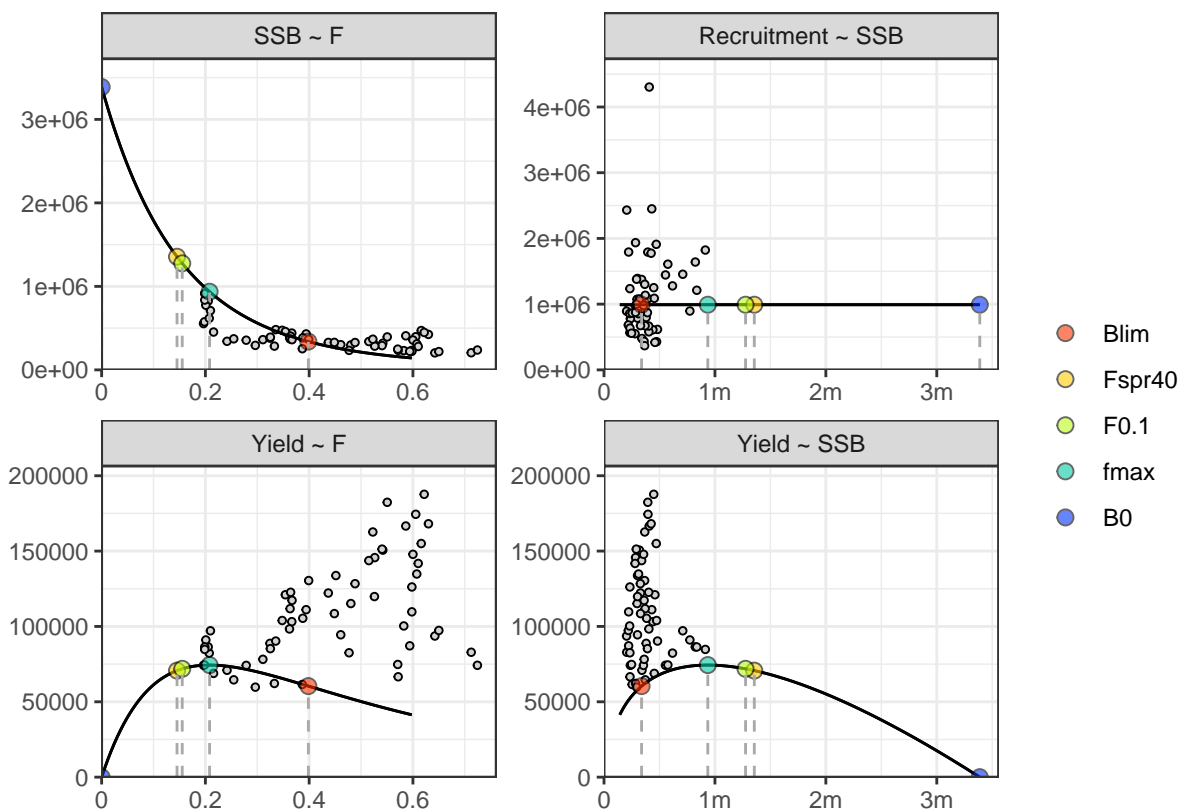 SSB ~ F
Recruitment ~ SSB
3e+06
2e+06
1e+06
0e+00
0
0.2
0.4
0.6
4e+06
3e+06
2e+06
1e+06
0e+00
0
1m
2m
3m
Yield ~ F
Yield ~ SSB
200000
150000
100000
50000
0
0
0.2
0.4
0.6
200000
150000
100000
50000
0
0
1m
2m
3m
Blim
Fspr40
F0.1
fmax
B0